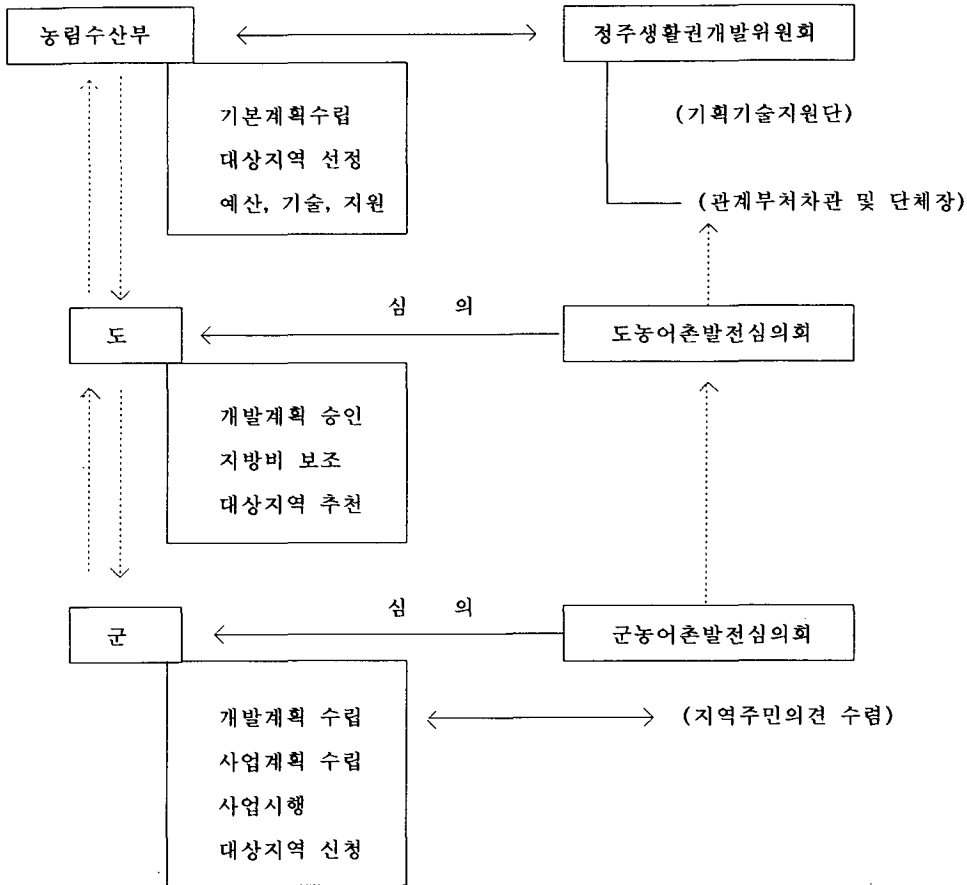 농림수산부
정주생활권개발위원회
기본계획수립
대상지역 선정
예산, 기술, 지원
(기획기술지원단)
(관계부처차관 및 단체장)
심 의
도
도농어촌발전심의회
개발계획 승인
지방비 보조
대상지역 추천
심 의
군
군농어촌발전심의회
개발계획 수립
사업계획 수립
사업시행
대상지역 신청
(지역주민의견 수렴)